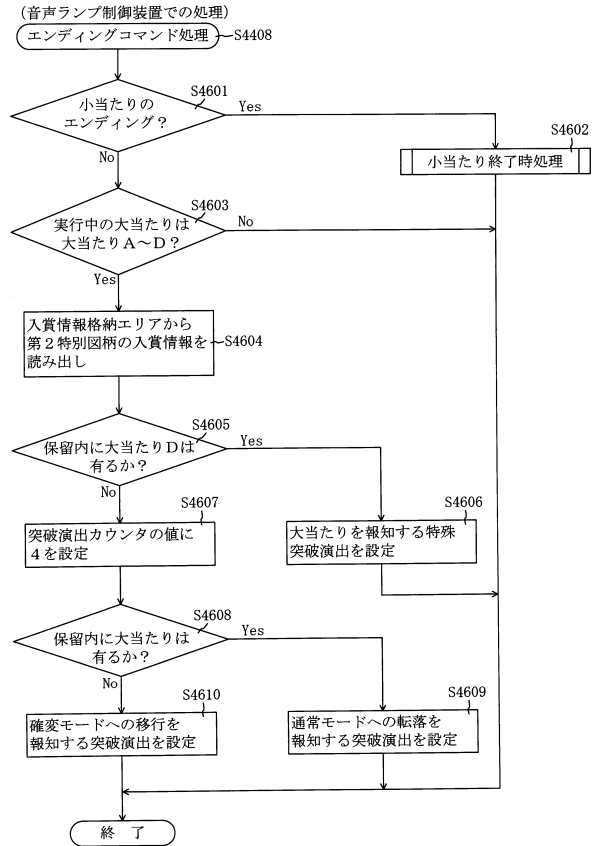 (音声ランプ制御装置での処理)
エンディングコマンド処理
S4408
S4601
小当たりの
エンディング?
Yes
No
S4602
小当たり終了時処理
S4603
実行中の大当たりは
大当たりA~D?
No
Yes
入賞情報格納エリアから
第2特別図柄の入賞情報を
読み出し
S4604
S4605
保留内に大当たりDは
有るか?
Yes
No
S4607
突破演出カウンタの値に
4を設定
S4606
大当たりを報知する特殊
突破演出を設定
S4608
保留内に大当たりは
有るか?
Yes
No
S4610
確変モードへの移行を
報知する突破演出を設定
S4609
通常モードへの転落を
報知する突破演出を設定
終 了